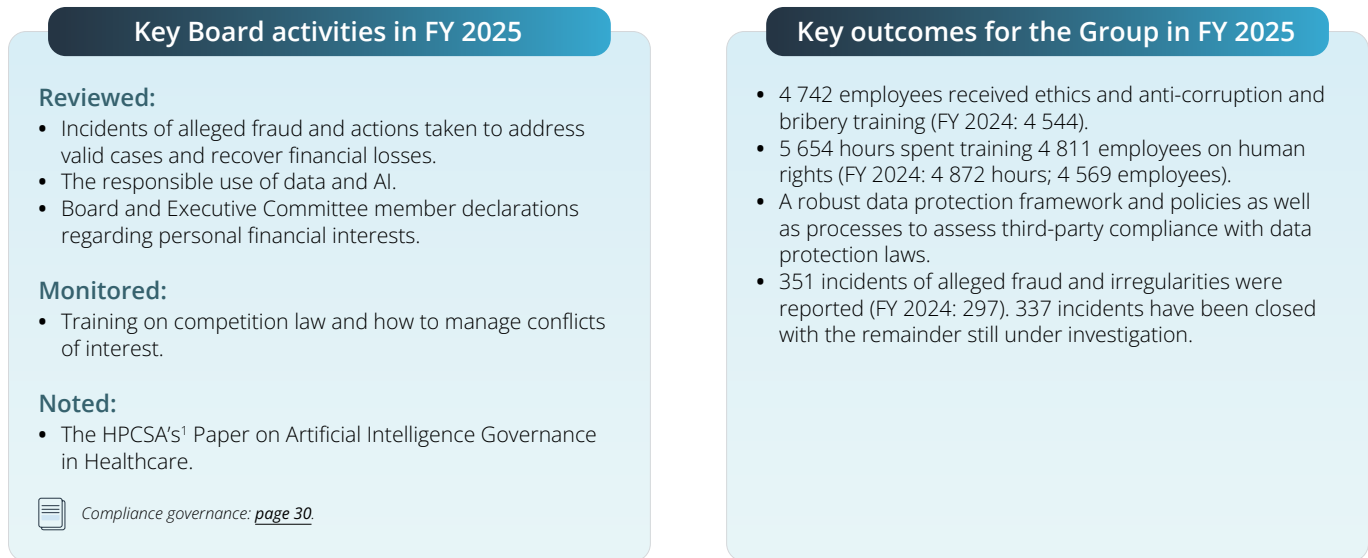 Key Board activities in FY 2025
Reviewed:
• Incidents of alleged fraud and actions taken to address
valid cases and recover financial losses.
• The responsible use of data and AI.
• Board and Executive Committee member declarations
regarding personal financial interests.
Monitored:
• Training on competition law and how to manage conflicts
of interest.
Noted:
• The HPCSA's¹ Paper on Artificial Intelligence Governance
in Healthcare.
Compliance governance: page 30.
Key outcomes for the Group in FY 2025
• 4 742 employees received ethics and anti-corruption and
bribery training (FY 2024: 4 544).
• 5 654 hours spent training 4 811 employees on human
rights (FY 2024: 4 872 hours; 4 569 employees).
• A robust data protection framework and policies as well
as processes to assess third-party compliance with data
protection laws.
• 351 incidents of alleged fraud and irregularities were
reported (FY 2024: 297). 337 incidents have been closed
with the remainder still under investigation.